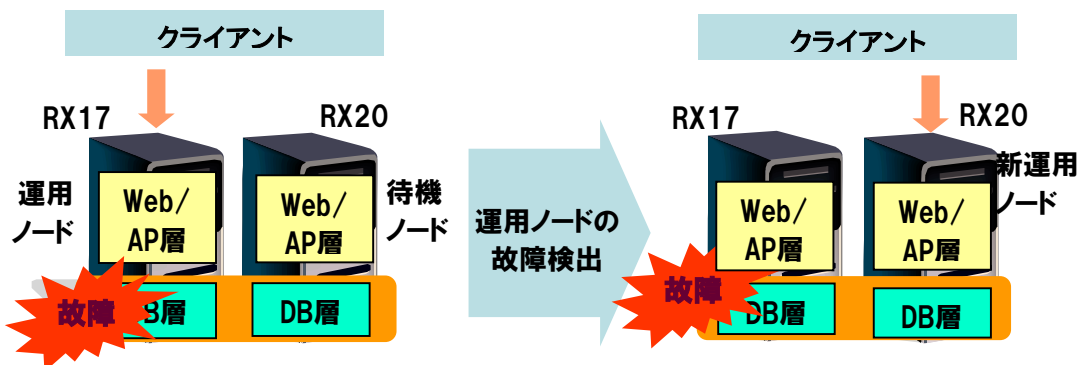 クライアント
RX17
RX20
運用
ノード
Web/
AP層
Web/
AP層
待機
ノード
故障
B層
DB層
運用ノードの
故障検出
クライアント
RX17
RX20
新運用
ノード
Web/
AP層
Web/
AP層
故障
DB層
DB層